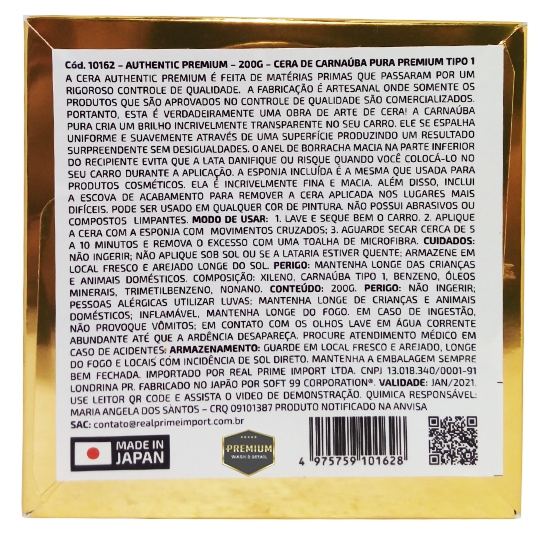 Cód. 10162 – AUTHENTIC PREMIUM – 200G – CERA DE CARNAÚBA PURA PREMIUM TIPO 1
A CERA AUTHENTIC PREMIUM É FEITA DE MATÉRIAS PRIMAS QUE PASSARAM POR UM
RIGOROSO CONTROLE DE QUALIDADE. A FABRICAÇÃO É ARTESANAL ONDE SOMENTE OS
PRODUTOS QUE SÃO APROVADOS NO CONTROLE DE QUALIDADE SÃO COMERCIALIZADOS.
PORTANTO, ESTA É VERDADEIRAMENTE UMA OBRA DE ARTE DE CERA! A CARNAÚBA
PURA CRIA UM BRILHO INCRIVELMENTE TRANSPARENTE NO SEU CARRO. ELE SE ESPALHA
UNIFORME E SUAVEMENTE ATRAVÉS DE UMA SUPERFÍCIE PRODUZINDO UM RESULTADO
SURPREENDENTE SEM DESIGUALDADES. O ANEL DE BORRACHA MACIA NA PARTE INFERIOR
DO RECIPIENTE EVITA QUE A LATA DANIFIQUE OU RISQUE QUANDO VOCÊ COLOCÁ-LO NO
SEU CARRO DURANTE A APLICAÇÃO. A ESPONJA INCLUÍDA É A MESMA QUE USADA PARA
PRODUTOS COSMÉTICOS. ELA É INCRIVELMENTE FINA E MACIA. ALÉM DISSO, INCLUI
A ESCOVA DE ACABAMENTO PARA REMOVER A CERA APLICADA NOS LUGARES MAIS
DIFÍCEIS. PODE SER USADO EM QUALQUER COR DE PINTURA. NÃO POSSUI ABRASIVOS OU
COMPOSTOS LIMPANTES. MODO DE USAR: 1. LAVE E SEQUE BEM O CARRO. 2. APLIQUE
A CERA COM A ESPONJA COM MOVIMENTOS CRUZADOS; 3. AGUARDE SECAR CERCA DE 5
A 10 MINUTOS E REMOVA O EXCESSO COM UMA TOALHA DE MICROFIBRA. CUIDADOS:
NÃO INGERIR; NÃO APLIQUE SOB SOL OU SE A LATARIA ESTIVER QUENTE; ARMAZENE EM
LOCAL FRESCO E AREJADO LONGE DO SOL. PERIGO: MANTENHA LONGE DAS CRIANÇAS
E ANIMAIS DOMÉSTICOS. COMPOSIÇÃO: XILENO, CARNAÚBA TIPO 1, BENZENO, ÓLEOS
MINERAIS, TRIMETILBENZENO, NONANO. CONTEÚDO: 200G. PERIGO: NÃO INGERIR;
PESSOAS ALÉRGICAS UTILIZAR LUVAS: MANTENHA LONGE DE CRIANÇAS E ANIMAIS
DOMÉSTICOS; INFLAMÁVEL, MANTENHA LONGE DO FOGO. EM CASO DE INGESTÃO,
NÃO PROVOQUE VÔMITOS; EM CONTATO COM OS OLHOS LAVE EM ÁGUA CORRENTE
ABUNDANTE ATÉ QUE A ARDÊNCIA DESAPAREÇA. PROCURE ATENDIMENTO MÉDICO EM
CASO DE ACIDENTES: ARMAZENAMENTO: GUARDE EM LOCAL FRESCO E AREJADO, LONGE
DO FOGO E LOCAIS COM INCIDÊNCIA DE SOL DIRETO. MANTENHA A EMBALAGEM SEMPRE
BEM FECHADA. IMPORTADO POR REAL PRIME IMPORT LTDA. CNPJ 13.018.340/0001-91
LONDRINA PR. FABRICADO NO JAPÃO POR SOFT 99 CORPORATION®. VALIDADE: JAN/2021.
USE LEITOR QR CODE E ASSISTA O VIDEO DE DEMONSTRAÇÃO. QUIMICA RESPONSÁVEL:
MARIA ANGELA DOS SANTOS – CRQ 09101387 PRODUTO NOTIFICADO NA ANVISA
SAC: contato@realprimeimport.com.br
MADE IN
JAPAN
PREMIUM
WASH & DETAIL
4 975759 101628